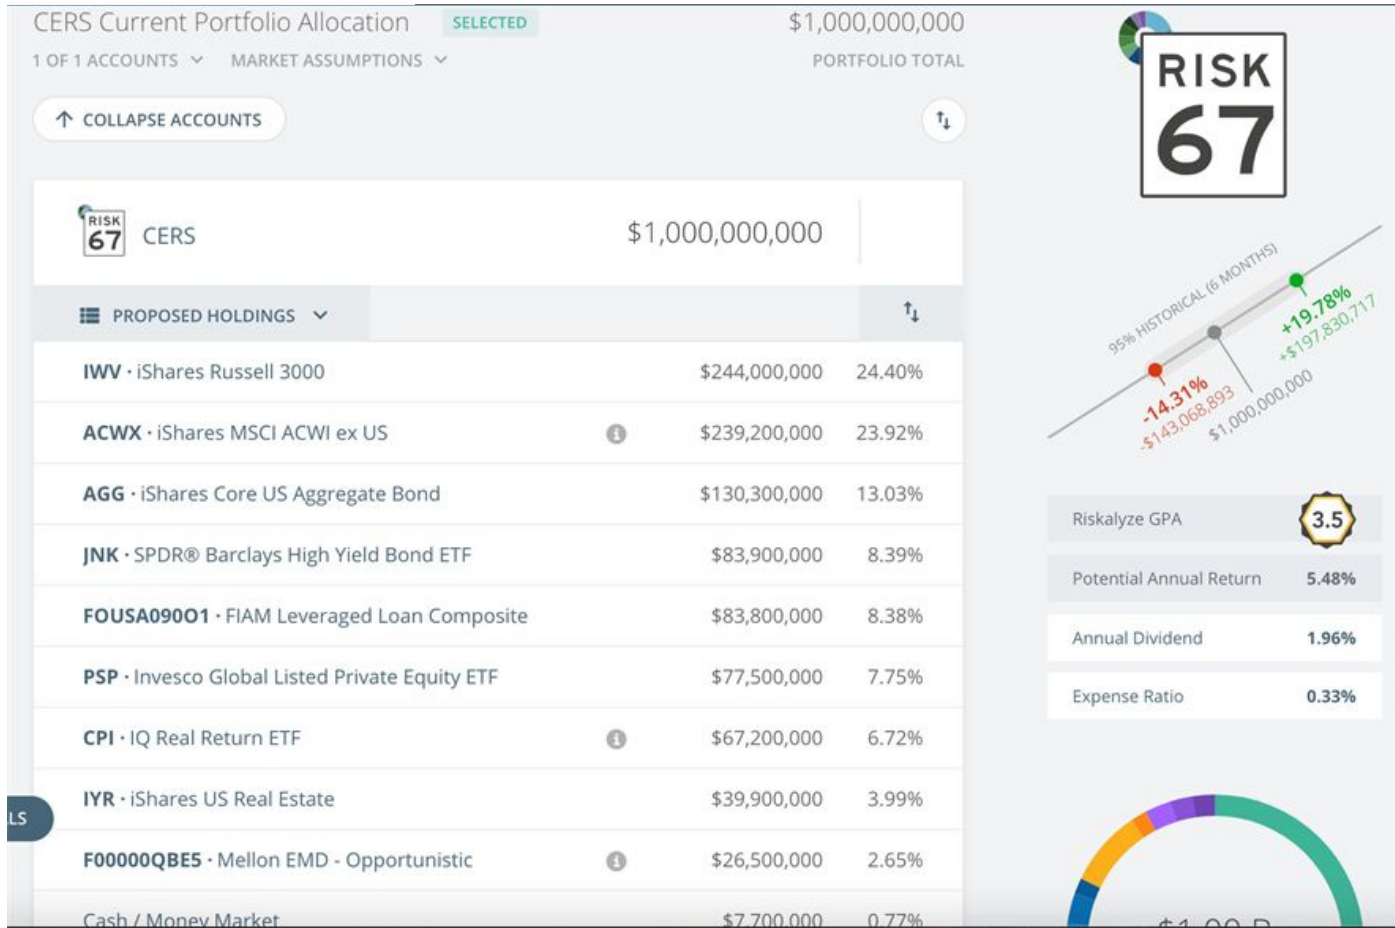 CERS Current Portfolio Allocation SELECTED $1,000,000,000
1 OF 1 ACCOUNTS MARKET ASSUMPTIONS PORTFOLIO TOTAL
COLLAPSE ACCOUNTS
RISK
67
CERS $1,000,000,000
PROPOSED HOLDINGS
IWV · iShares Russell 3000 $244,000,000 24.40%
ACWX · iShares MSCI ACWI ex US $239,200,000 23.92%
AGG · iShares Core US Aggregate Bond $130,300,000 13.03%
JNK · SPDR® Barclays High Yield Bond ETF $83,900,000 8.39%
FOUSA090O1 · FIAM Leveraged Loan Composite $83,800,000 8.38%
PSP · Invesco Global Listed Private Equity ETF $77,500,000 7.75%
CPI · IQ Real Return ETF $67,200,000 6.72%
IYR · iShares US Real Estate $39,900,000 3.99%
F00000QBE5 · Mellon EMD - Opportunistic $26,500,000 2.65%
Cash / Money Market $7,700,000 0.77%
LS
RISK
67
95% HISTORICAL (6 MONTHS)
+19.78%
+$197,830,717
-14.31%
-$143,068,893
$1,000,000,000
Riskalyze GPA 3.5
Potential Annual Return 5.48%
Annual Dividend 1.96%
Expense Ratio 0.33%